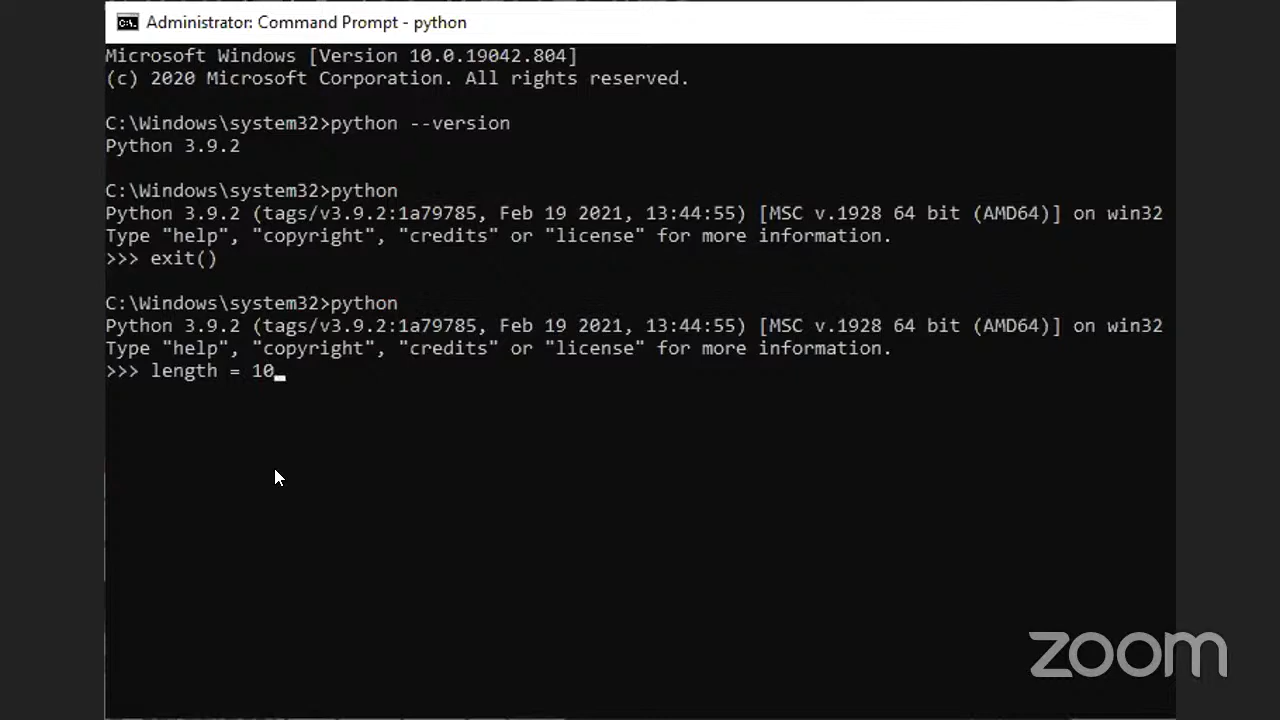 Administrator: Command Prompt - python
Microsoft Windows [Version 10.0.19042.804]
(c) 2020 Microsoft Corporation. All rights reserved.
C:\Windows\system32>python --version
Python 3.9.2
C:\Windows\system32>python
Python 3.9.2 (tags/v3.9.2:1a79785, Feb 19 2021, 13:44:55) [MSC v.1928 64 bit (AMD64)] on win32
Type "help", "copyright", "credits" or "license" for more information.
>>> exit()
C:\Windows\system32>python
Python 3.9.2 (tags/v3.9.2:1a79785, Feb 19 2021, 13:44:55) [MSC v.1928 64 bit (AMD64)] on win32
Type "help", "copyright", "credits" or "license" for more information.
>>> length = 10
zoom